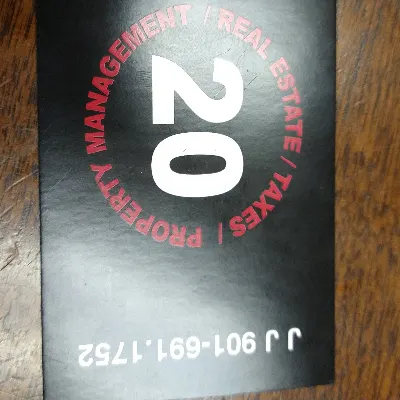 PROPERTY MANAGEMENT / REAL ESTATE / TAXES /
20
J J 901-691.1752